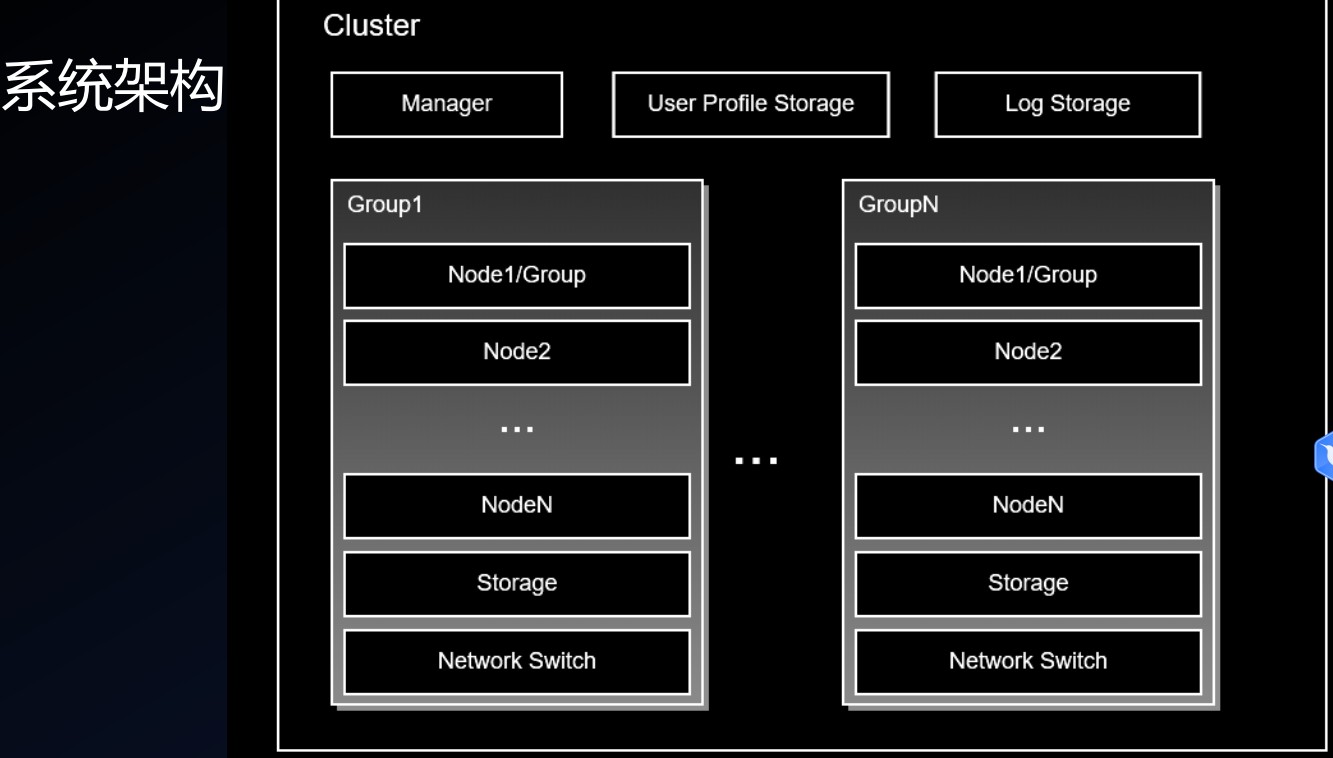 系统架构
Cluster
Manager
User Profile Storage
Log Storage
Group1
Node1/Group
Node2
...
NodeN
Storage
Network Switch
...
GroupN
Node1/Group
Node2
...
NodeN
Storage
Network Switch